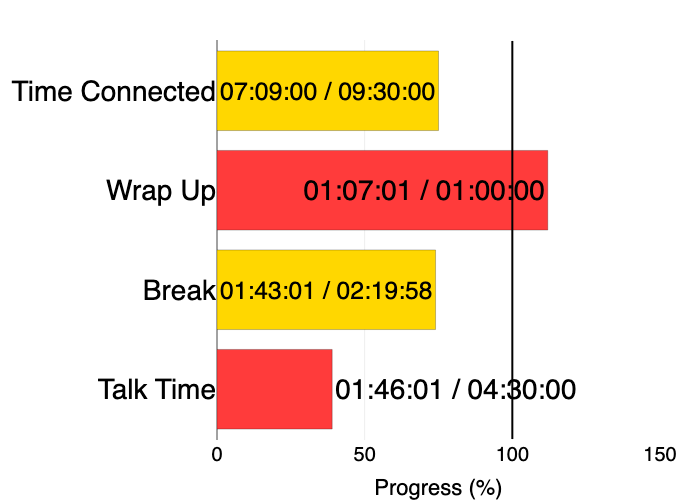 Time Connected 07:09:00 / 09:30:00
Wrap Up 01:07:01 / 01:00:00
Break 01:43:01 / 02:19:58
Talk Time 01:46:01 / 04:30:00
0 50 100 150
Progress (%)